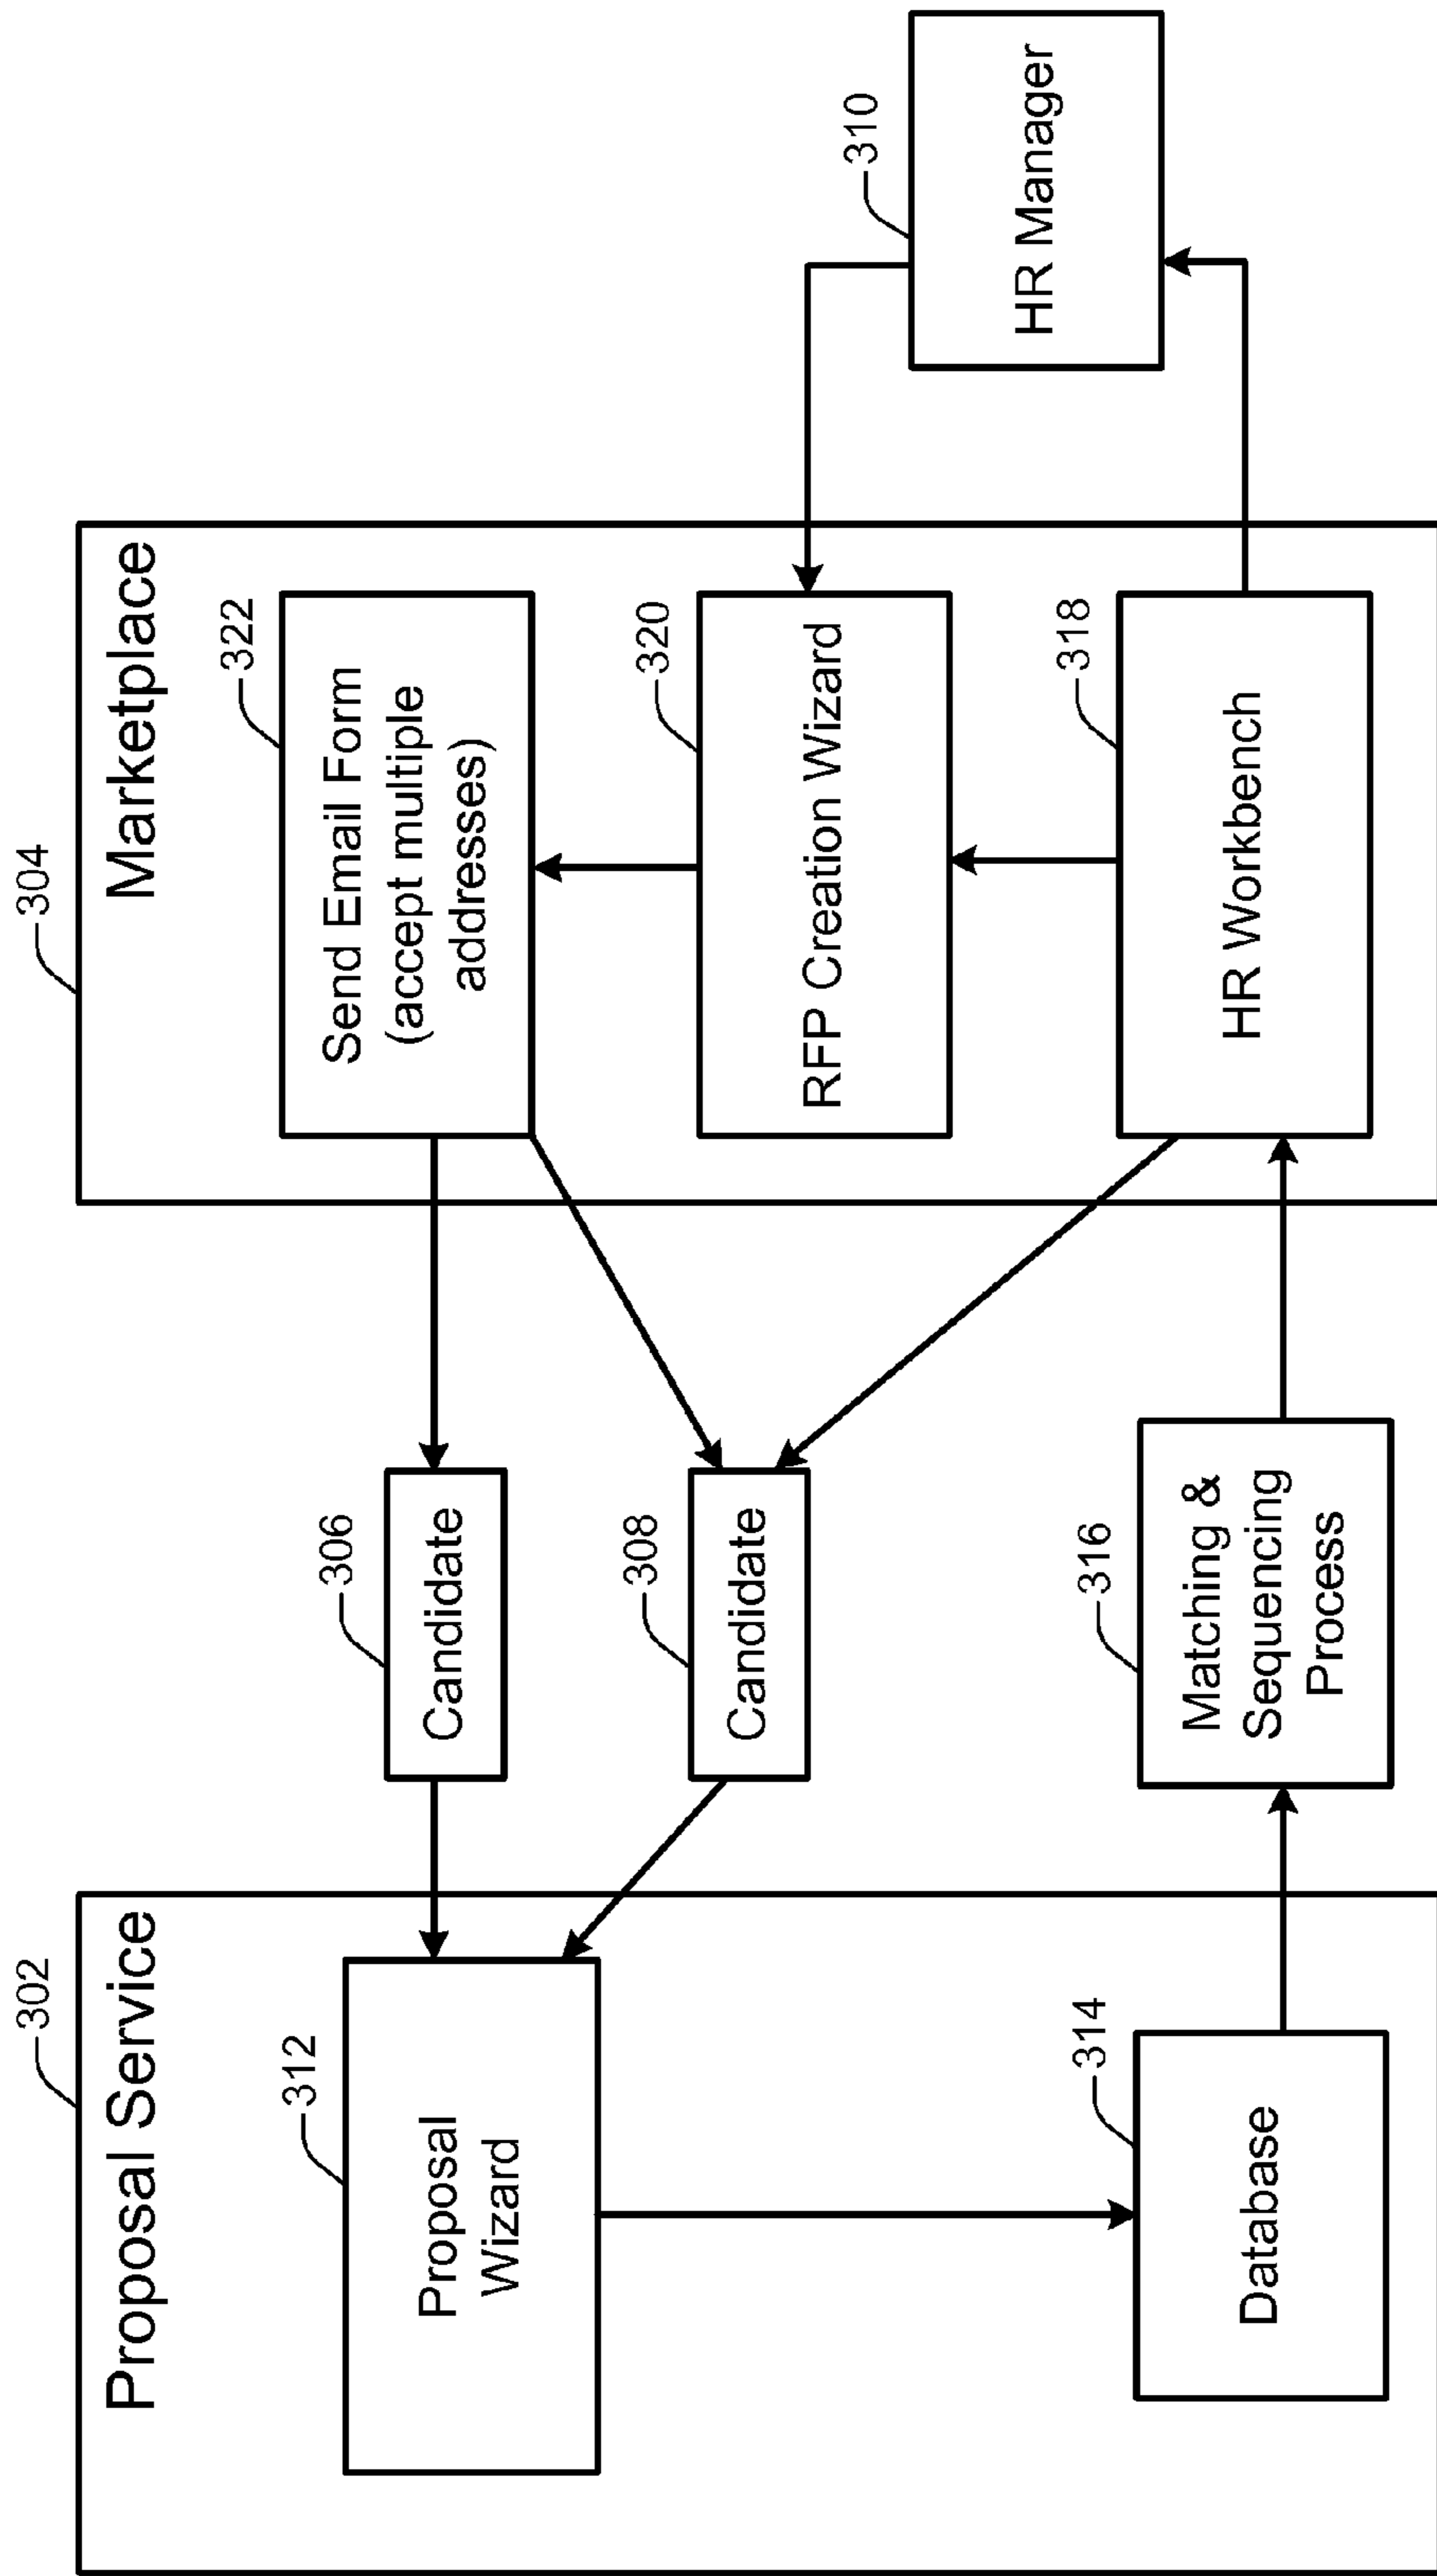 302
Proposal Service
312
Proposal
Wizard
314
Database
306
Candidate
308
Candidate
316
Matching &
Sequencing
Process
304
Marketplace
322
Send Email Form
(accept multiple
addresses)
320
RFP Creation Wizard
318
HR Workbench
310
HR Manager